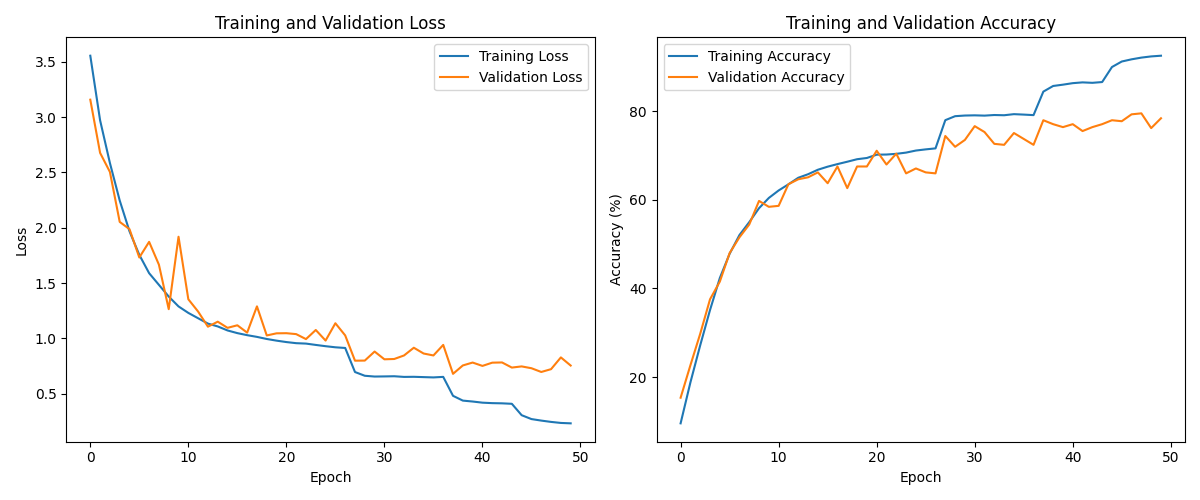 Training and Validation Loss
Training Loss
Validation Loss
3.5
3.0
2.5
2.0
1.5
1.0
0.5
Loss
0 10 20 30 40 50
Epoch
Training and Validation Accuracy
Training Accuracy
Validation Accuracy
80
60
40
20
Accuracy (%)
0 10 20 30 40 50
Epoch